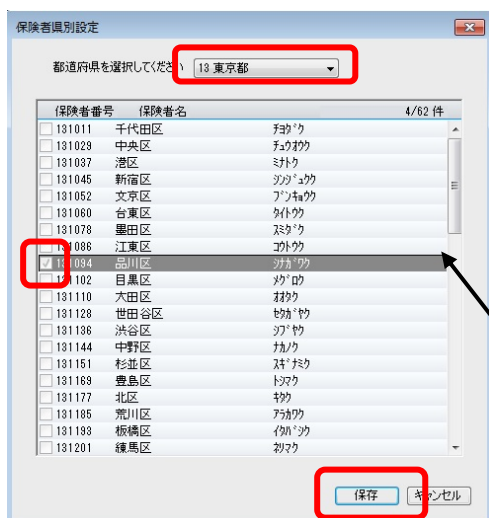 保険者県別設定
都道府県を選択してください 13 東京都
保険者番号 保険者名 4/62 件
131011 千代田区 ﾁﾖﾀﾞｸ
131029 中央区 ﾁｭｳｵｳｸ
131037 港区 ﾐﾅﾄｸ
131045 新宿区 ｼﾝｼﾞｭｸｸ
131052 文京区 ﾌﾞﾝｷｮｳｸ
131060 台東区 ﾀｲﾄｳｸ
131078 墨田区 ｽﾐﾀﾞｸ
131086 江東区 ｺｳﾄｳｸ
131094 品川区 ｼﾅｶﾞﾜｸ
131102 目黒区 ﾒｸﾞﾛｸ
131110 大田区 ｵｵﾀｸ
131128 世田谷区 ｾﾀｶﾞﾔｸ
131136 渋谷区 ｼﾌﾞﾔｸ
131144 中野区 ﾅｶﾉｸ
131151 杉並区 ｽｷﾞﾅﾐｸ
131169 豊島区 ﾄｼﾏｸ
131177 北区 ｷﾀｸ
131185 荒川区 ｱﾗｶﾜｸ
131193 板橋区 ｲﾀﾊﾞｼｸ
131201 練馬区 ﾈﾘﾏｸ
保存 キャンセル